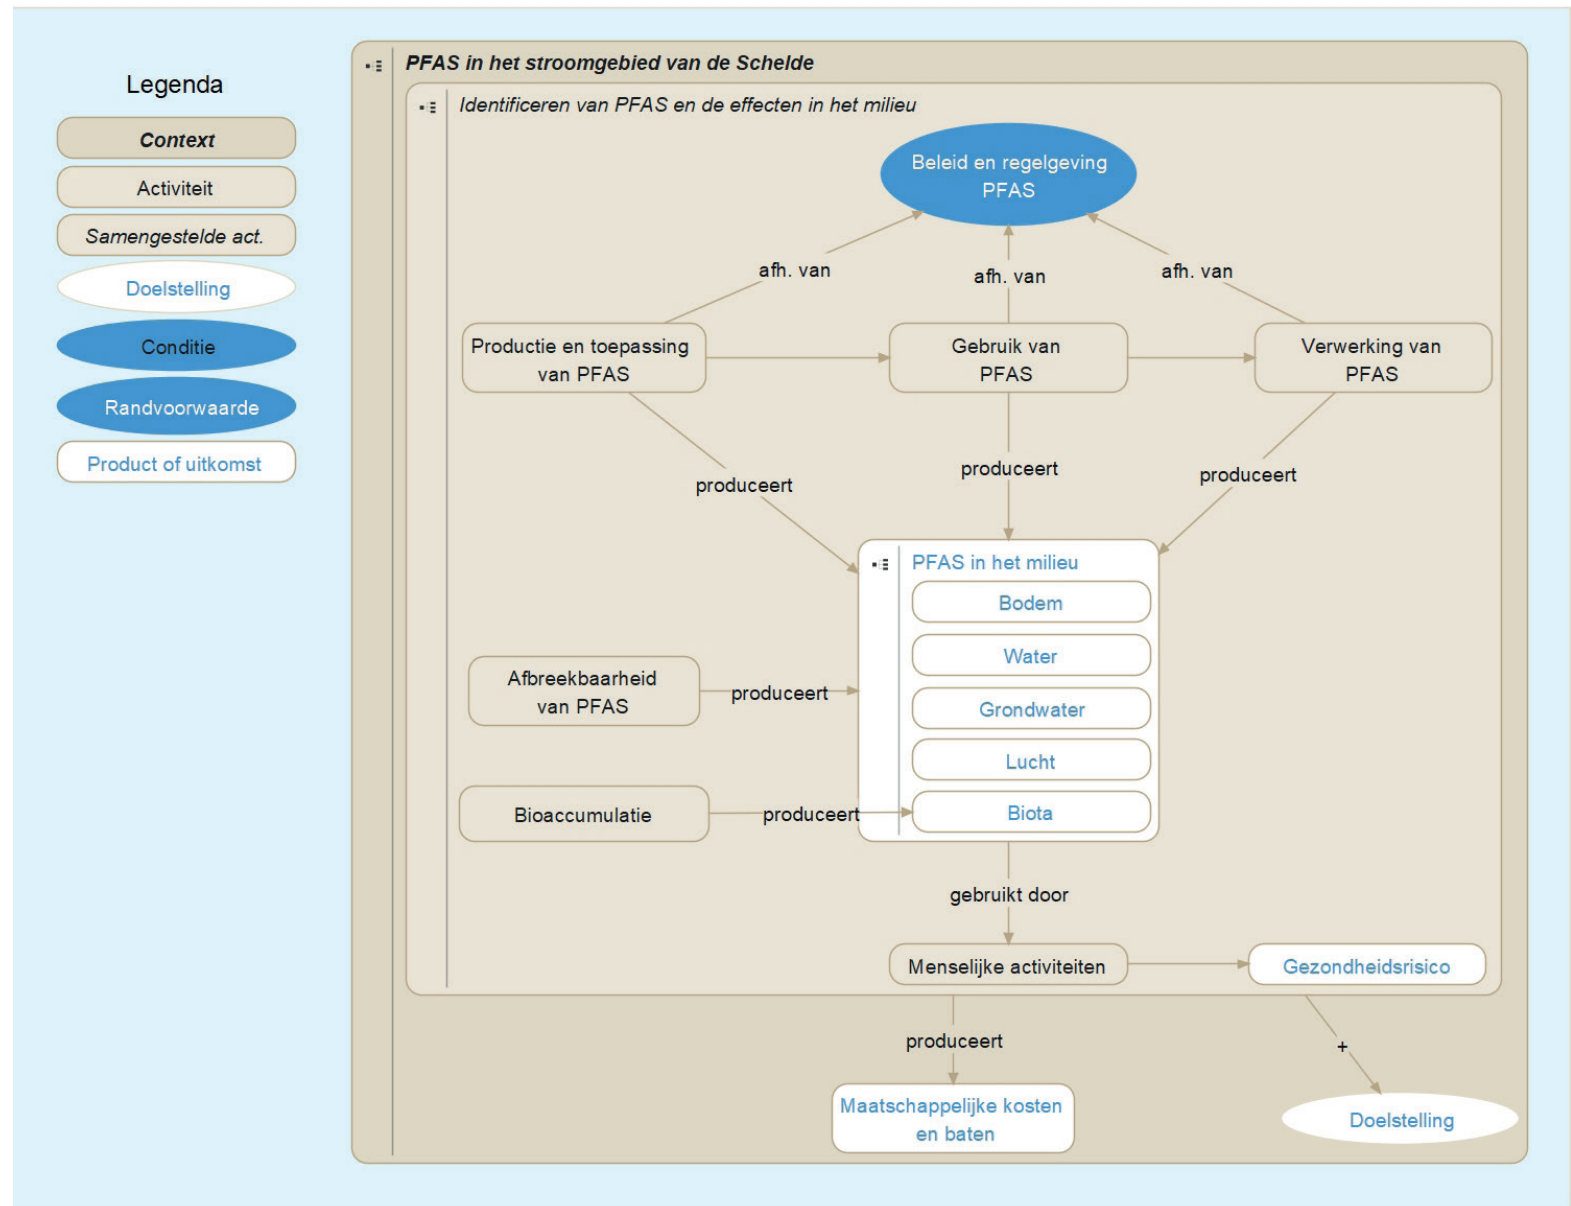 Legenda
Context
Activiteit
Samengestelde act.
Doelstelling
Conditie
Randvoorwaarde
Product of uitkomst
PFAS in het stroomgebied van de Schelde
Identificeren van PFAS en de effecten in het milieu
Beleid en regelgeving
PFAS
afh. van
afh. van
afh. van
Productie en toepassing
van PFAS
Gebruik van
PFAS
Verwerking van
PFAS
produceert
produceert
produceert
PFAS in het milieu
Bodem
Water
Grondwater
Lucht
Biota
Afbreekbaarheid
van PFAS
produceert
Bioaccumulatie
produceert
gebruikt door
Menselijke activiteiten
Gezondheidsrisico
produceert
+
Maatschappelijke kosten
en baten
Doelstelling